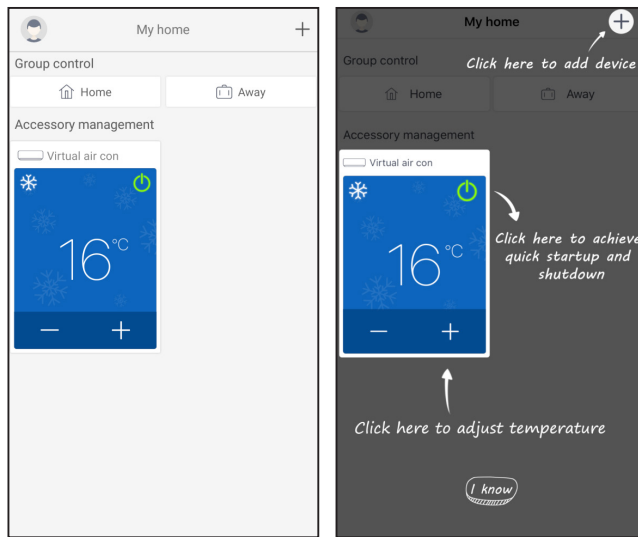 My home
+
Group control
Home
Away
Accessory management
Virtual air con
16°C
− +
My home
+
Click here to add device
Group control
Home
Away
Accessory management
Virtual air con
16°C
− +
Click here to achieve
quick startup and
shutdown
Click here to adjust temperature
I know